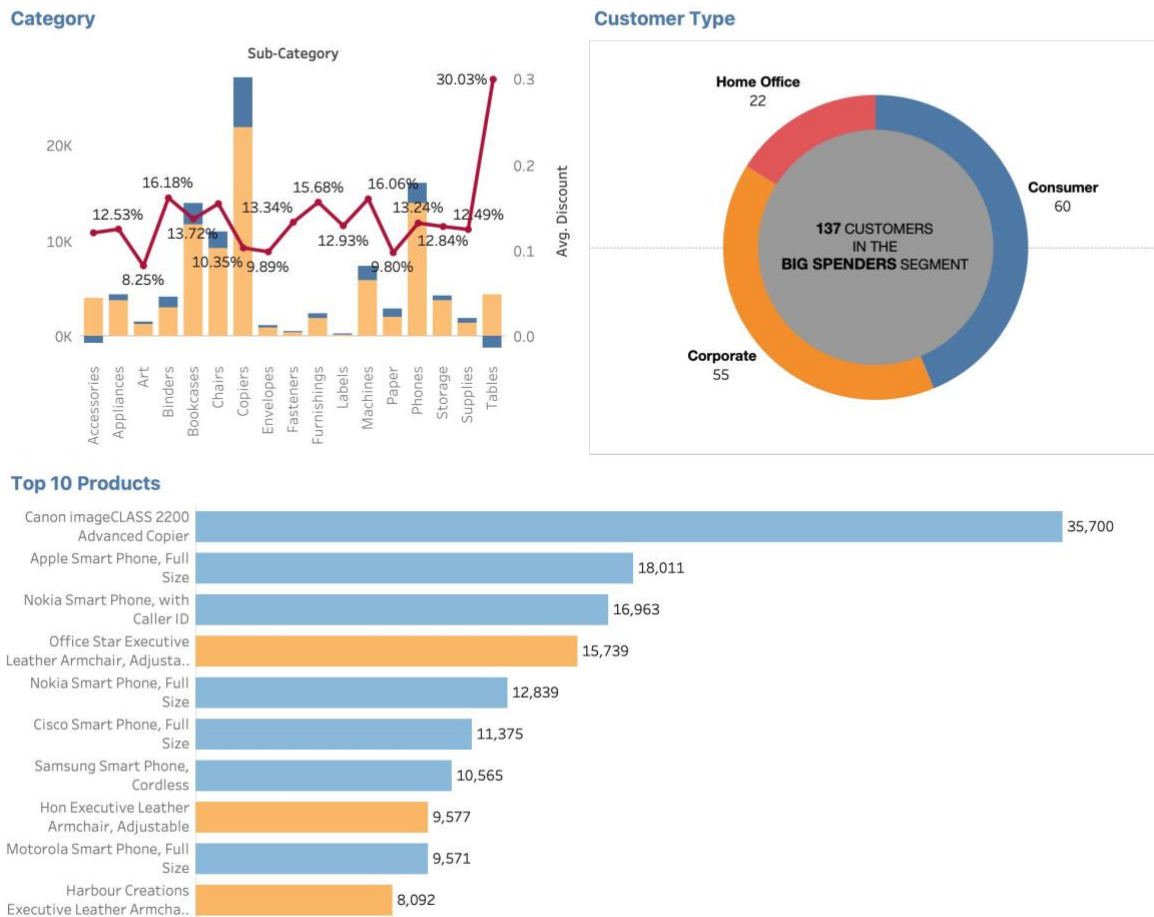 Category
Customer Type
Sub-Category
20K
10K
0K
0.3
0.2
0.1
0.0
Avg. Discount
12.53%
8.25%
16.18%
13.72%
10.35%
9.89%
13.34%
15.68%
12.93%
16.06%
9.80%
13.24%
12.84%
12.49%
30.03%
Accessories
Appliances
Art
Binders
Bookcases
Chairs
Copiers
Envelopes
Fasteners
Furnishings
Labels
Machines
Paper
Phones
Storage
Supplies
Tables
Home Office
22
Consumer
60
137 CUSTOMERS
IN THE
BIG SPENDERS SEGMENT
Corporate
55
Top 10 Products
Canon imageCLASS 2200
Advanced Copier
35,700
Apple Smart Phone, Full
Size
18,011
Nokia Smart Phone, with
Caller ID
16,963
Office Star Executive
Leather Armchair, Adjusta..
15,739
Nokia Smart Phone, Full
Size
12,839
Cisco Smart Phone, Full
Size
11,375
Samsung Smart Phone,
Cordless
10,565
Hon Executive Leather
Armchair, Adjustable
9,577
Motorola Smart Phone, Full
Size
9,571
Harbour Creations
Executive Leather Armcha..
8,092